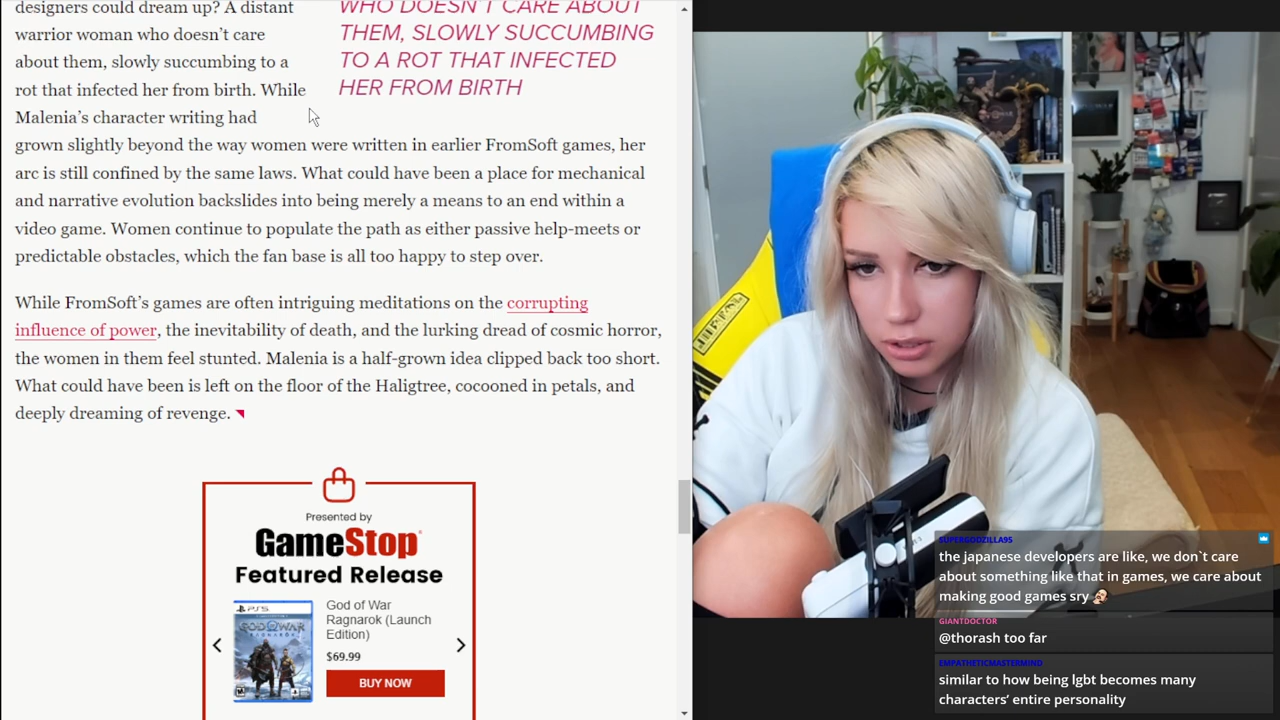 designers could dream up? A distant
warrior woman who doesn’t care
about them, slowly succumbing to a
rot that infected her from birth. While
Malenia’s character writing had
WHO DOESN’T CARE ABOUT
THEM, SLOWLY SUCCUMBING
TO A ROT THAT INFECTED
HER FROM BIRTH
grown slightly beyond the way women were written in earlier FromSoft games, her
arc is still confined by the same laws. What could have been a place for mechanical
and narrative evolution backslides into being merely a means to an end within a
video game. Women continue to populate the path as either passive help-meets or
predictable obstacles, which the fan base is all too happy to step over.
While FromSoft’s games are often intriguing meditations on the corrupting
influence of power, the inevitability of death, and the lurking dread of cosmic horror,
the women in them feel stunted. Malenia is a half-grown idea clipped back too short.
What could have been is left on the floor of the Haligtree, cocooned in petals, and
deeply dreaming of revenge.
Presented by
GameStop
Featured Release
PS5
GOD OF WAR
RAGNARÖK
God of War
Ragnarok (Launch
Edition)
$69.99
BUY NOW
SUPERGODZILLA95
the japanese developers are like, we don`t care
about something like that in games, we care about
making good games sry
GIANTDOCTOR
@thorash too far
EMPATHETICMASTERMIND
similar to how being lgbt becomes many
characters’ entire personality